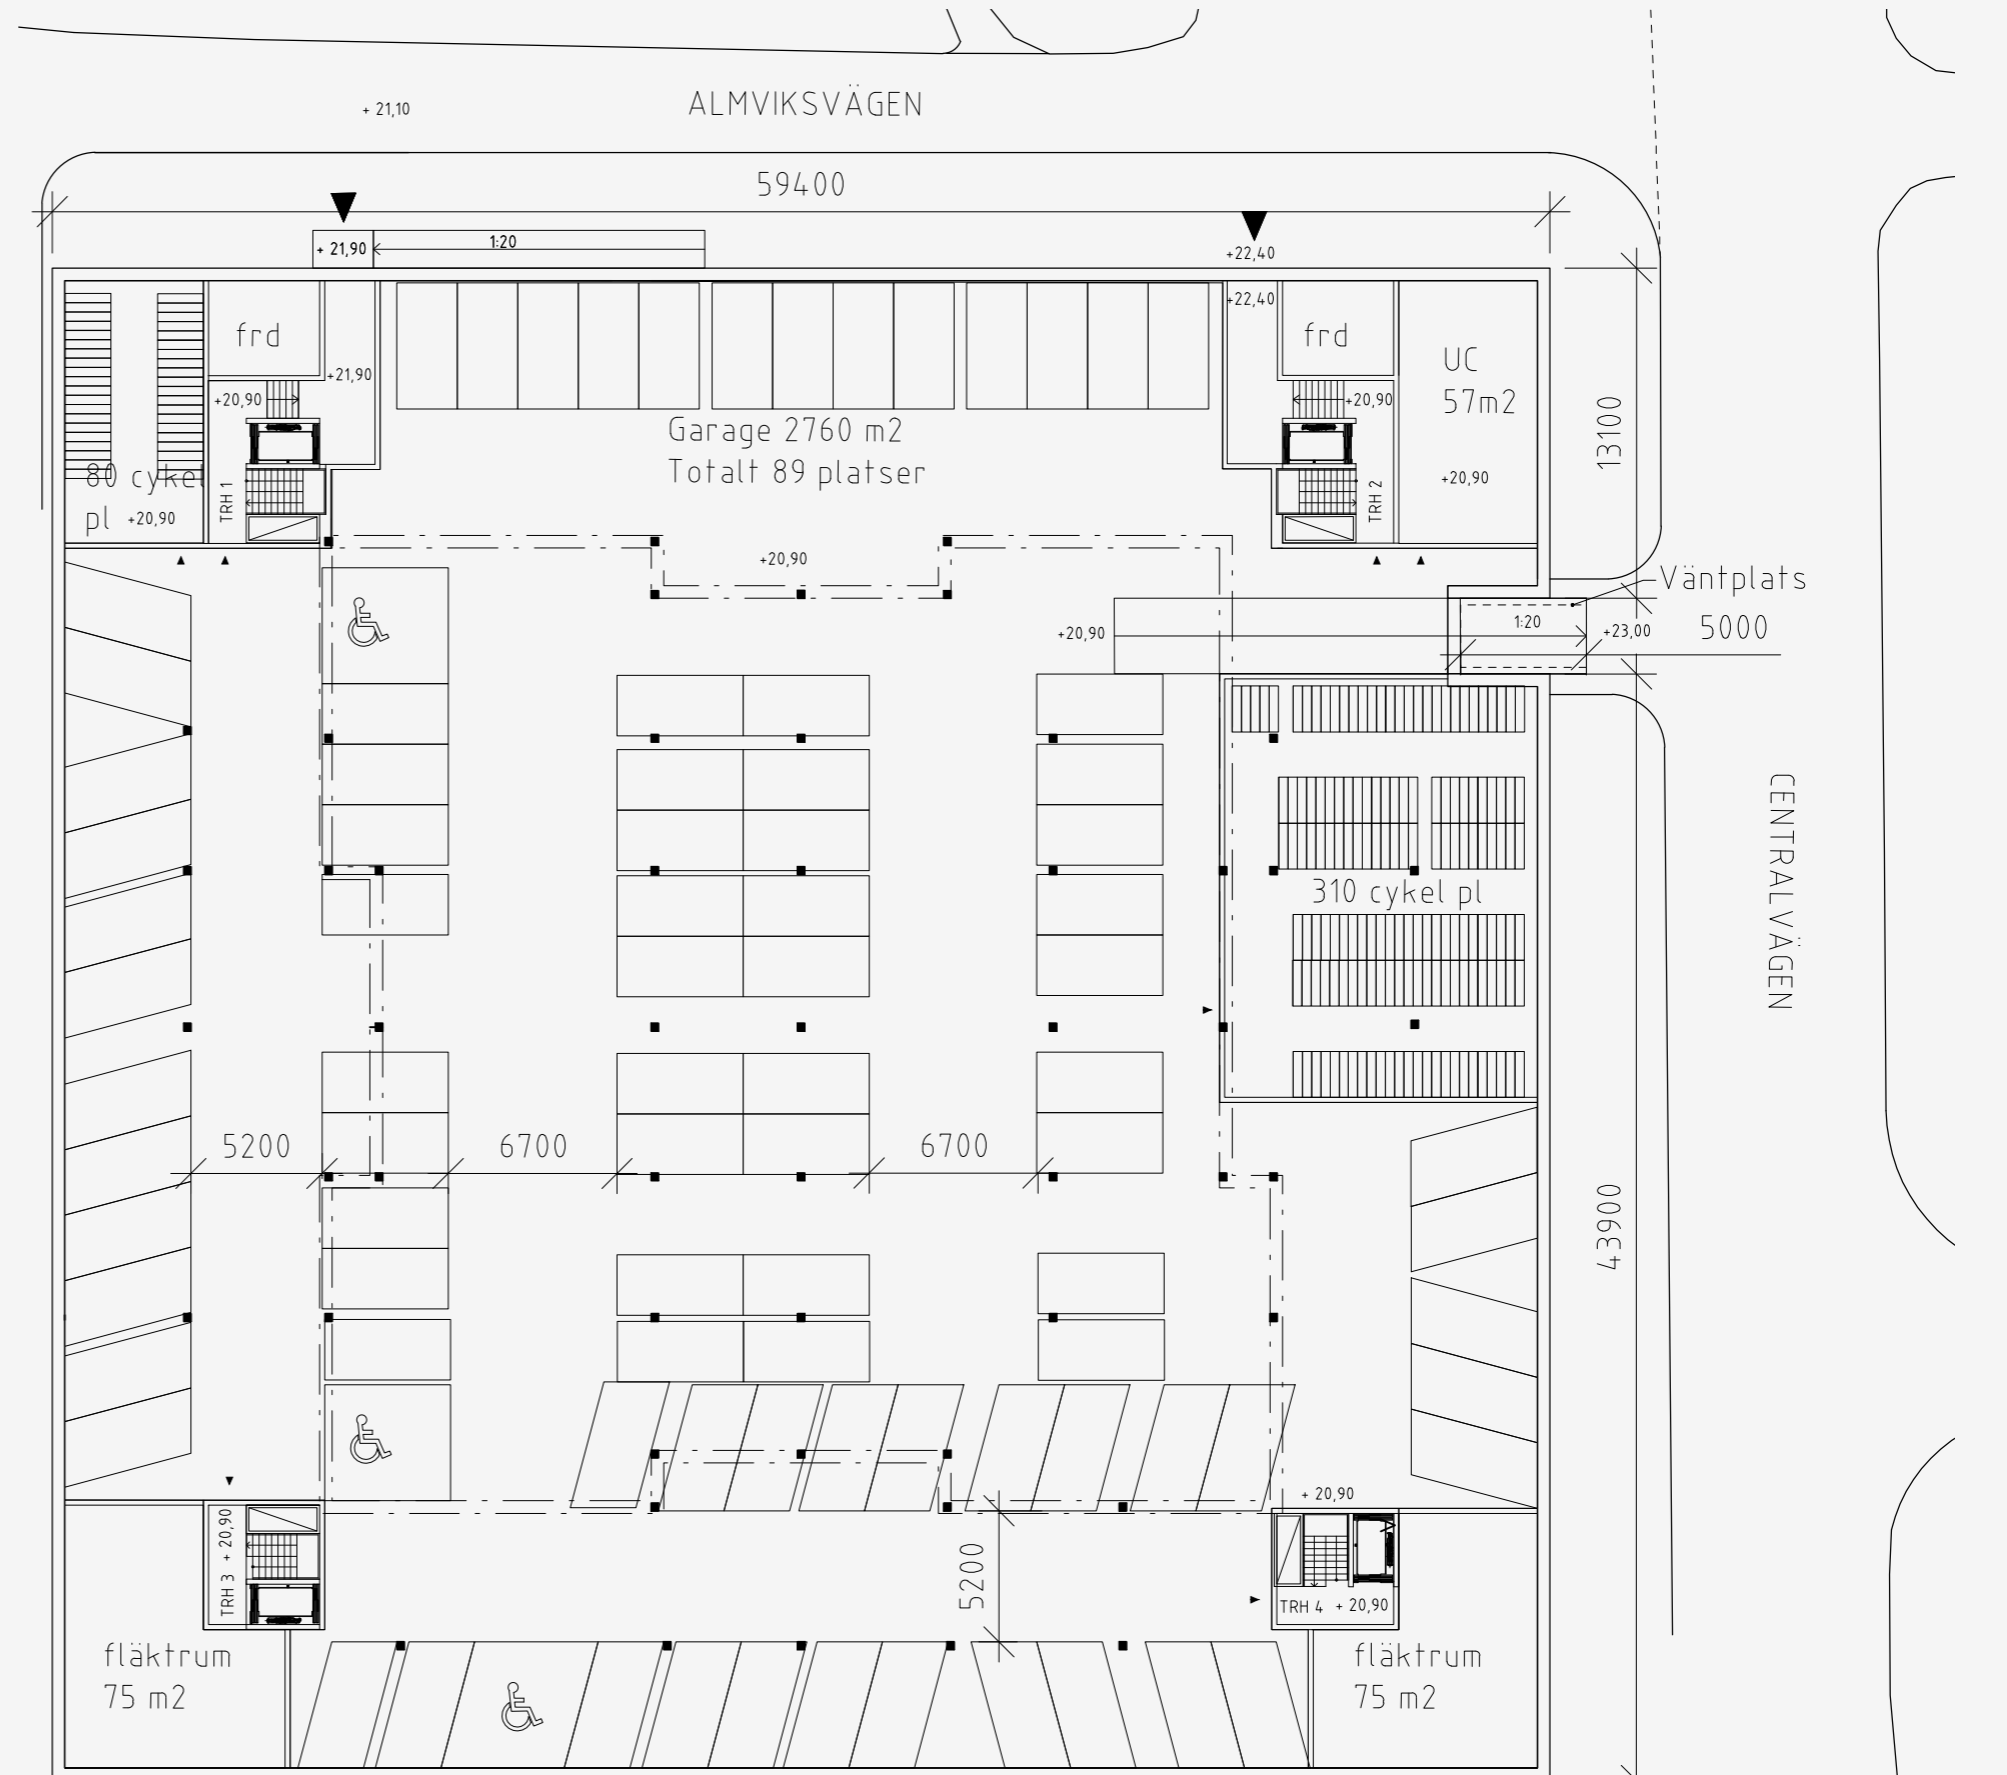 + 21,10
ALMVIKSVÄGEN
59400
+ 21,90
1:20
+22,40
+22,40
frd
frd
+21,90
UC
57m2
+20,90
+20,90
Garage 2760 m2
Totalt 89 platser
13100
80 cykel
pl
+20,90
TRH 1
TRH 2
+20,90
+20,90
Väntplats
+20,90
1:20
+23,00
5000
CENTRALVÄGEN
310 cykel pl
5200
6700
6700
43900
+ 20,90
TRH 3 + 20,90
5200
TRH 4 + 20,90
fläktrum
75 m2
fläktrum
75 m2